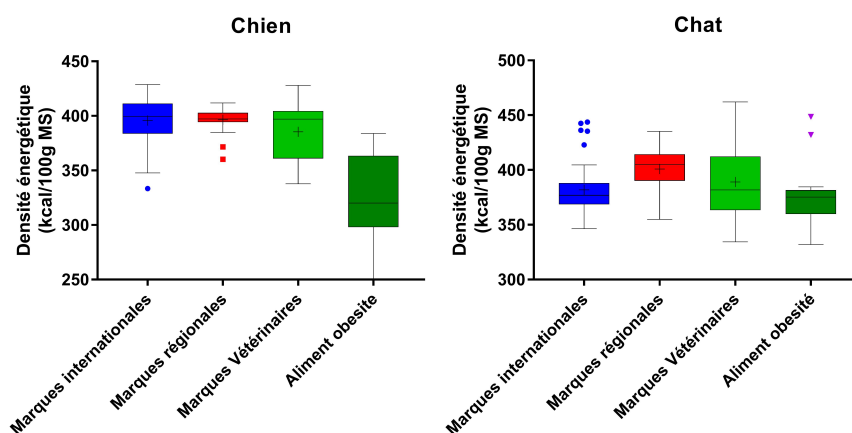 Chien
Densité énergétique
(kcal/100g MS)
450
400
350
300
250
Marques internationales
Marques régionales
Marques Vétérinaires
Aliment obesite
Chat
Densité énergétique
(kcal/100g MS)
500
450
400
350
300
Marques internationales
Marques régionales
Marques Vétérinaires
Aliment obesité